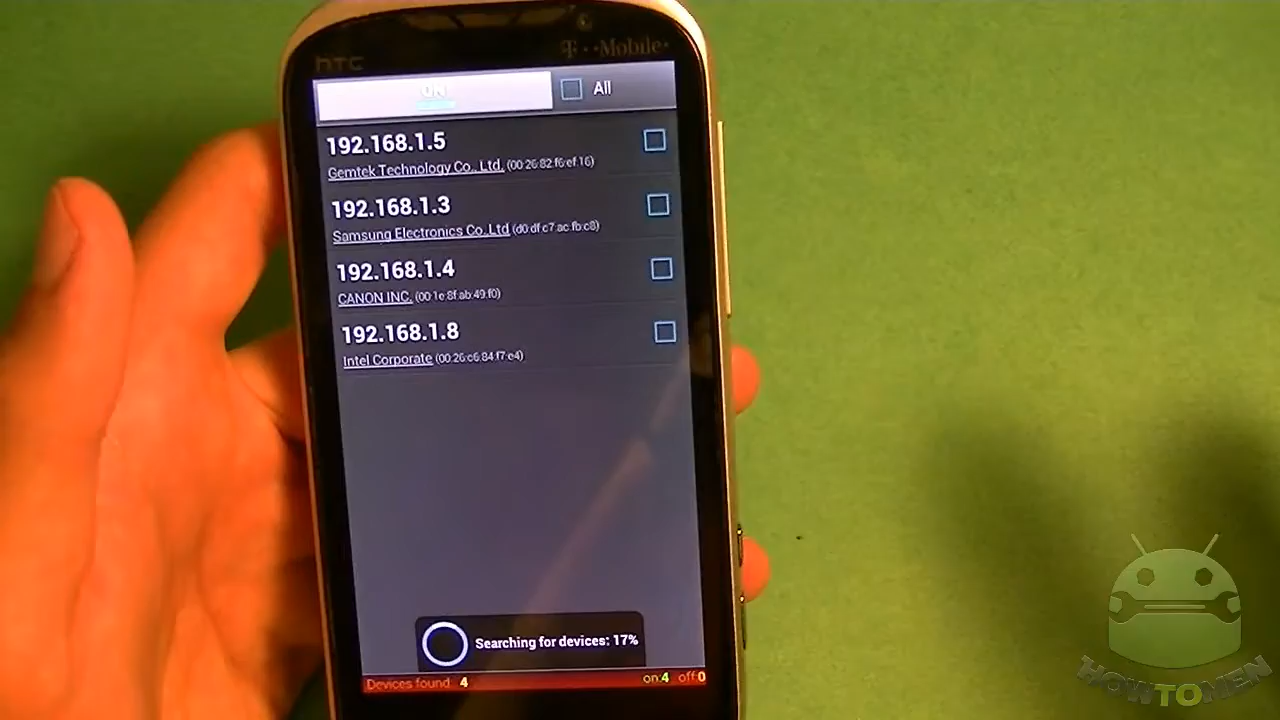 hTC
T··Mobile·
ON
All
192.168.1.5
Gemtek Technology Co., Ltd. (00:26:82:f6:ef:16)
192.168.1.3
Samsung Electronics Co.,Ltd (d0:df:c7:ac:fb:c8)
192.168.1.4
CANON INC. (00:1e:8f:ab:49:f0)
192.168.1.8
Intel Corporate (00:26:c6:84:f7:e4)
Searching for devices: 17%
Devices found 4
on:4 off:0
HOWTOMEN